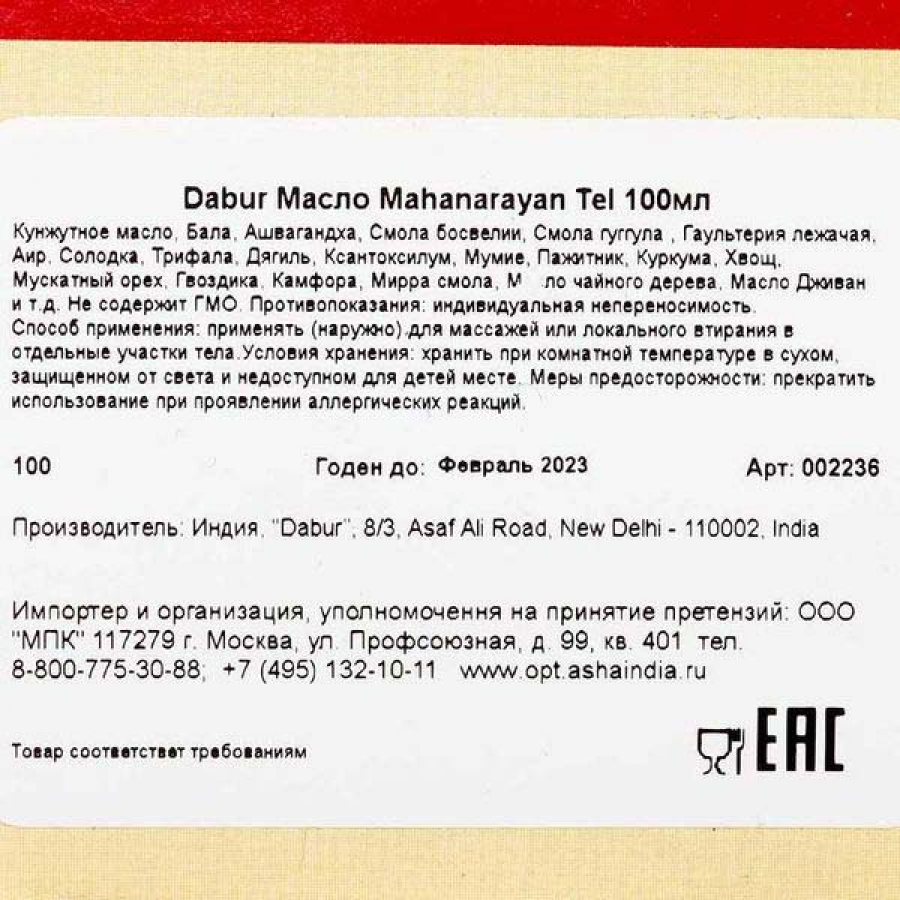 Dabur Масло Mahanarayan Tel 100мл
Кунжутное масло, Бала, Ашвагандха, Смола босвелии, Смола гуггула , Гаультерия лежачая,
Аир, Солодка, Трифала, Дягиль, Ксантоксилум, Мумие, Пажитник, Куркума, Хвощ,
Мускатный орех, Гвоздика, Камфора, Мирра смола, чайного дерева, Масло Дживан
и т.д. Не содержит ГМО. Противопоказания: индивидуальная непереносимость.
Способ применения: применять (наружно) для массажей или локального втирания в
отдельные участки тела.Условия хранения: хранить при комнатной температуре в сухом,
защищенном от света и недоступном для детей месте. Меры предосторожности: прекратить
использование при проявлении аллергических реакций.
100 Годен до: Февраль 2023 Арт: 002236
Производитель: Индия, "Dabur", 8/3, Asaf Ali Road, New Delhi - 110002, India
Импортер и организация, уполномочення на принятие претензий: ООО
"МПК" 117279 г. Москва, ул. Профсоюзная, д. 99, кв. 401 тел.
8-800-775-30-88; +7 (495) 132-10-11 www.opt.ashaindia.ru
Товар соответствет требованиям
EAC